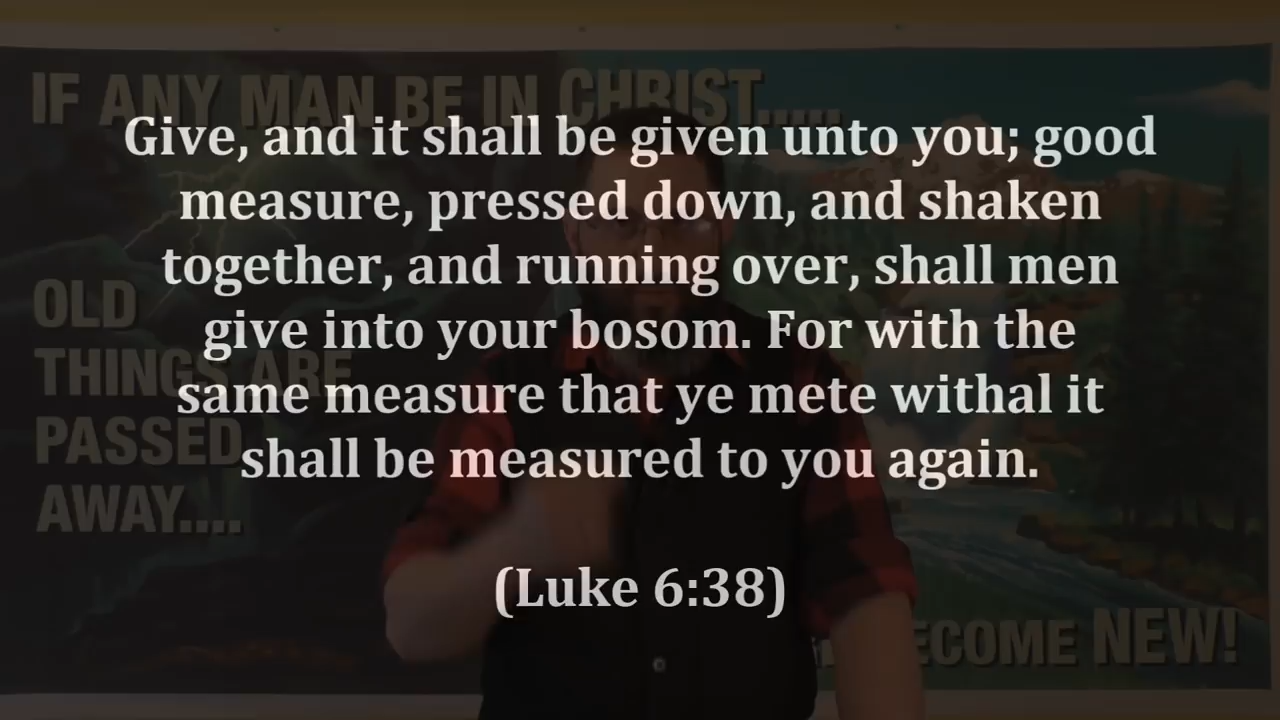 IF ANY MAN BE IN CHRIST.....
Give, and it shall be given unto you; good
measure, pressed down, and shaken
together, and running over, shall men
give into your bosom. For with the
same measure that ye mete withal it
shall be measured to you again.
(Luke 6:38)
OLD
THINGS ARE
PASSED
AWAY....
NEW!